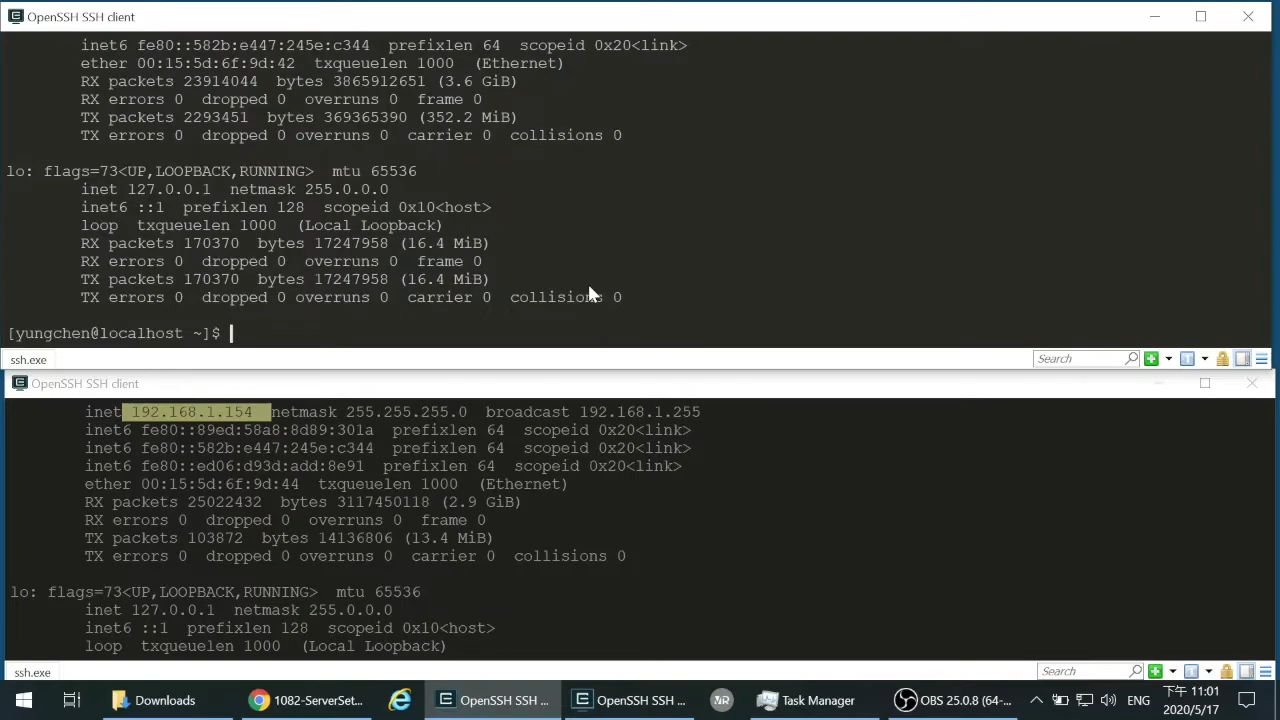 OpenSSH SSH client
inet6 fe80::582b:e447:245e:c344  prefixlen 64  scopeid 0x20<link>
ether 00:15:5d:6f:9d:42  txqueuelen 1000  (Ethernet)
RX packets 23914044  bytes 3865912651 (3.6 GiB)
RX errors 0  dropped 0  overruns 0  frame 0
TX packets 2293451  bytes 369365390 (352.2 MiB)
TX errors 0  dropped 0 overruns 0  carrier 0  collisions 0
lo: flags=73<UP,LOOPBACK,RUNNING>  mtu 65536
inet 127.0.0.1  netmask 255.0.0.0
inet6 ::1  prefixlen 128  scopeid 0x10<host>
loop  txqueuelen 1000  (Local Loopback)
RX packets 170370  bytes 17247958 (16.4 MiB)
RX errors 0  dropped 0  overruns 0  frame 0
TX packets 170370  bytes 17247958 (16.4 MiB)
TX errors 0  dropped 0 overruns 0  carrier 0  collisions 0
[yungchen@localhost ~]$
ssh.exe
Search
OpenSSH SSH client
inet 192.168.1.154  netmask 255.255.255.0  broadcast 192.168.1.255
inet6 fe80::89ed:58a8:8d89:301a  prefixlen 64  scopeid 0x20<link>
inet6 fe80::582b:e447:245e:c344  prefixlen 64  scopeid 0x20<link>
inet6 fe80::ed06:d93d:add:8e91  prefixlen 64  scopeid 0x20<link>
ether 00:15:5d:6f:9d:44  txqueuelen 1000  (Ethernet)
RX packets 25022432  bytes 3117450118 (2.9 GiB)
RX errors 0  dropped 0  overruns 0  frame 0
TX packets 103872  bytes 14136806 (13.4 MiB)
TX errors 0  dropped 0 overruns 0  carrier 0  collisions 0
lo: flags=73<UP,LOOPBACK,RUNNING>  mtu 65536
inet 127.0.0.1  netmask 255.0.0.0
inet6 ::1  prefixlen 128  scopeid 0x10<host>
loop  txqueuelen 1000  (Local Loopback)
ssh.exe
Search
Downloads
1082-ServerSet...
OpenSSH SSH ...
OpenSSH SSH ...
Task Manager
OBS 25.0.8 (64-...
ENG
下午 11:01
2020/5/17